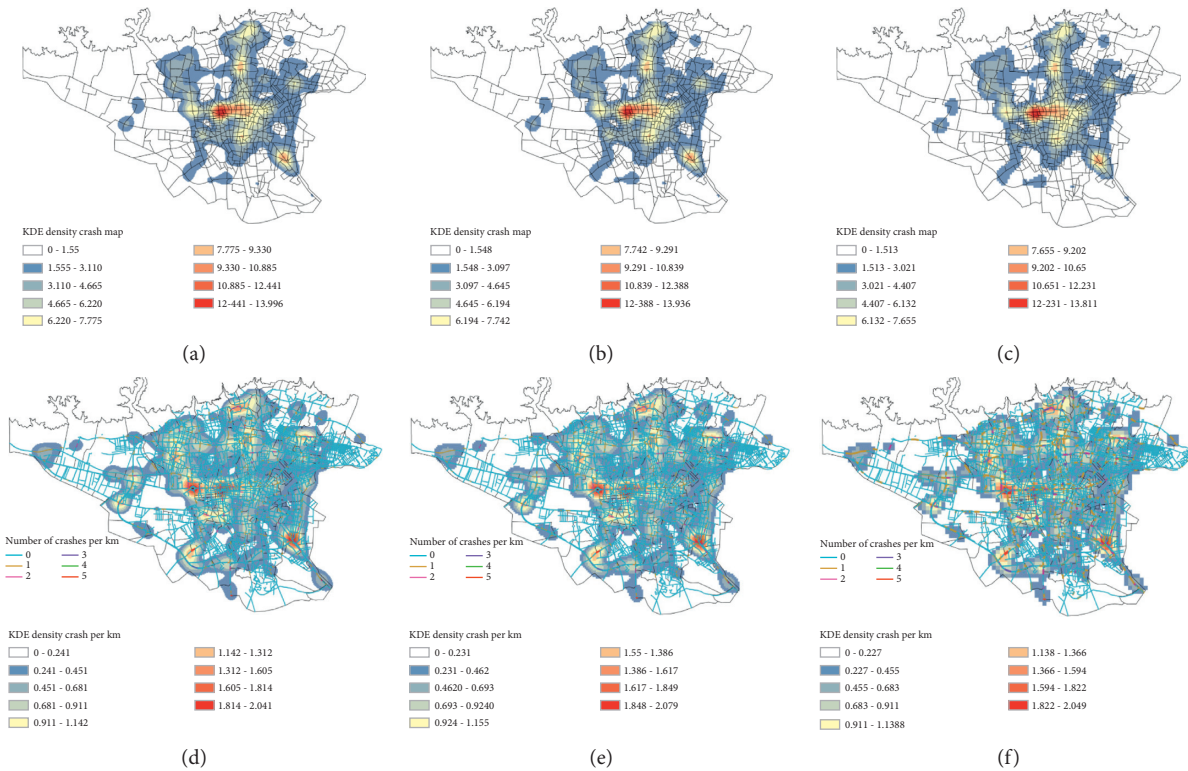 KDE density crash map
0 - 1.55
1.555 - 3.110
3.110 - 4.665
4.665 - 6.220
6.220 - 7.775
7.775 - 9.330
9.330 - 10.885
10.885 - 12.441
12-441 - 13.996
(a)
KDE density crash map
0 - 1.548
1.548 - 3.097
3.097 - 4.645
4.645 - 6.194
6.194 - 7.742
7.742 - 9.291
9.291 - 10.839
10.839 - 12.388
12-388 - 13.936
(b)
KDE density crash map
0 - 1.513
1.513 - 3.021
3.021 - 4.407
4.407 - 6.132
6.132 - 7.655
7.655 - 9.202
9.202 - 10.65
10.651 - 12.231
12-231 - 13.811
(c)
Number of crashes per km
0
1
2
3
4
5
KDE density crash per km
0 - 0.241
0.241 - 0.451
0.451 - 0.681
0.681 - 0.911
0.911 - 1.142
1.142 - 1.312
1.312 - 1.605
1.605 - 1.814
1.814 - 2.041
(d)
Number of crashes per km
0
1
2
3
4
5
KDE density crash per km
0 - 0.231
0.231 - 0.462
0.4620 - 0.693
0.693 - 0.9240
0.924 - 1.155
1.55 - 1.386
1.386 - 1.617
1.617 - 1.849
1.848 - 2.079
(e)
Number of crashes per km
0
1
2
3
4
5
KDE density crash per km
0 - 0.227
0.227 - 0.455
0.455 - 0.683
0.683 - 0.911
0.911 - 1.1388
1.138 - 1.366
1.366 - 1.594
1.594 - 1.822
1.822 - 2.049
(f)